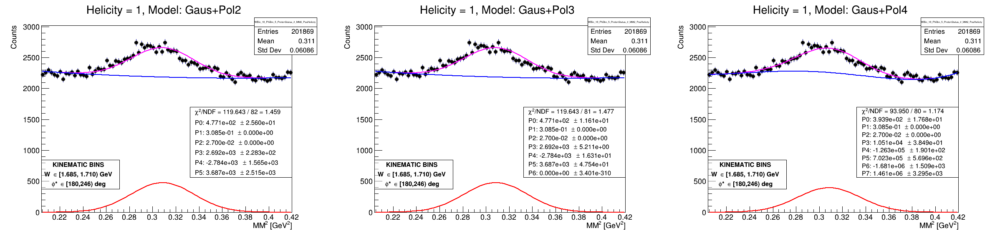 Helicity = 1, Model: Gaus+Pol2
WBin_10_PhiBin_5_ProtonStatus_2_MM2_PosHelicity
Entries 201869
Mean 0.311
Std Dev 0.06086
Counts
3000
2500
2000
1500
1000
500
0
χ²/NDF = 119.643 / 82 = 1.459
P0: 4.771e+02 ± 2.560e+01
P1: 3.085e-01 ± 0.000e+00
P2: 2.700e-02 ± 0.000e+00
P3: 2.692e+03 ± 2.283e+02
P4: -2.784e+03 ± 1.565e+03
P5: 3.687e+03 ± 2.515e+03
KINEMATIC BINS
W ∈ [1.685, 1.710) GeV
ϕ* ∈ [180,246) deg
0.22 0.24 0.26 0.28 0.3 0.32 0.34 0.36 0.38 0.4 0.42
MM² [GeV²]
Helicity = 1, Model: Gaus+Pol3
WBin_10_PhiBin_5_ProtonStatus_2_MM2_PosHelicity
Entries 201869
Mean 0.311
Std Dev 0.06086
Counts
3000
2500
2000
1500
1000
500
0
χ²/NDF = 119.643 / 81 = 1.477
P0: 4.771e+02 ± 1.161e+01
P1: 3.085e-01 ± 0.000e+00
P2: 2.700e-02 ± 0.000e+00
P3: 2.692e+03 ± 5.211e+00
P4: -2.784e+03 ± 1.631e+01
P5: 3.687e+03 ± 4.754e+01
P6: 0.000e+00 ± 3.401e-310
KINEMATIC BINS
W ∈ [1.685, 1.710) GeV
ϕ* ∈ [180,246) deg
0.22 0.24 0.26 0.28 0.3 0.32 0.34 0.36 0.38 0.4 0.42
MM² [GeV²]
Helicity = 1, Model: Gaus+Pol4
WBin_10_PhiBin_5_ProtonStatus_2_MM2_PosHelicity
Entries 201869
Mean 0.311
Std Dev 0.06086
Counts
3000
2500
2000
1500
1000
500
0
χ²/NDF = 93.950 / 80 = 1.174
P0: 3.939e+02 ± 1.768e+01
P1: 3.085e-01 ± 0.000e+00
P2: 2.700e-02 ± 0.000e+00
P3: 1.051e+04 ± 3.849e+01
P4: -1.263e+05 ± 1.901e+02
P5: 7.023e+05 ± 5.696e+02
P6: -1.681e+06 ± 1.509e+03
P7: 1.461e+06 ± 3.295e+03
KINEMATIC BINS
W ∈ [1.685, 1.710) GeV
ϕ* ∈ [180,246) deg
0.22 0.24 0.26 0.28 0.3 0.32 0.34 0.36 0.38 0.4 0.42
MM² [GeV²]